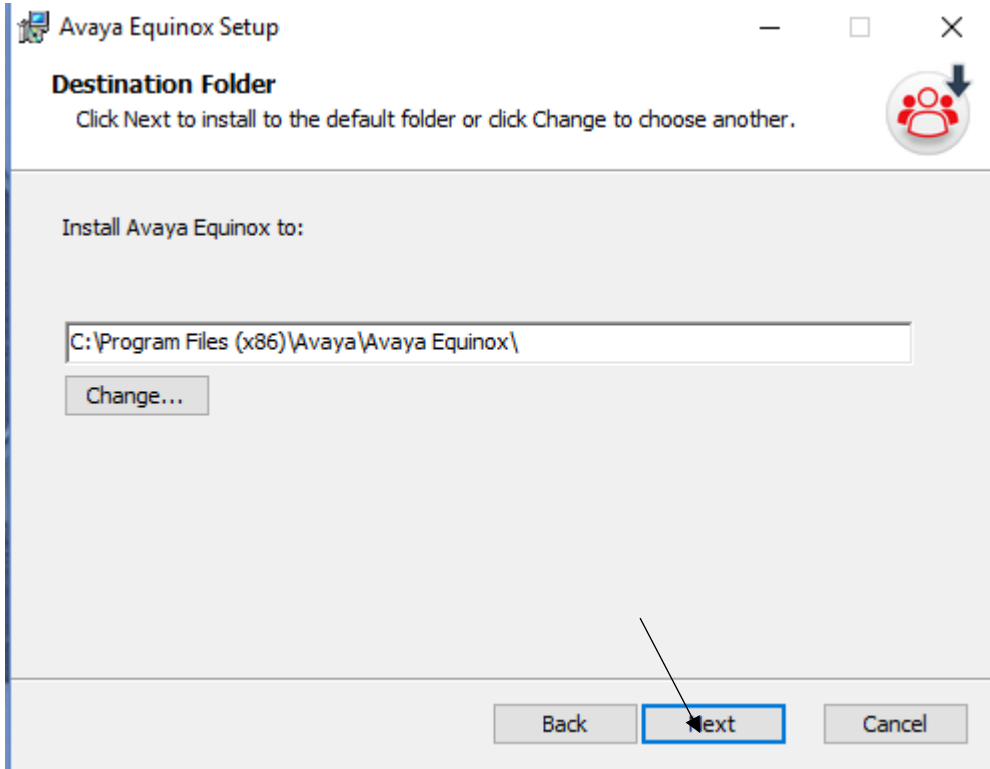 Avaya Equinox Setup
Destination Folder
Click Next to install to the default folder or click Change to choose another.
Install Avaya Equinox to:
C:\Program Files (x86)\Avaya\Avaya Equinox\
Change...
Back Next Cancel